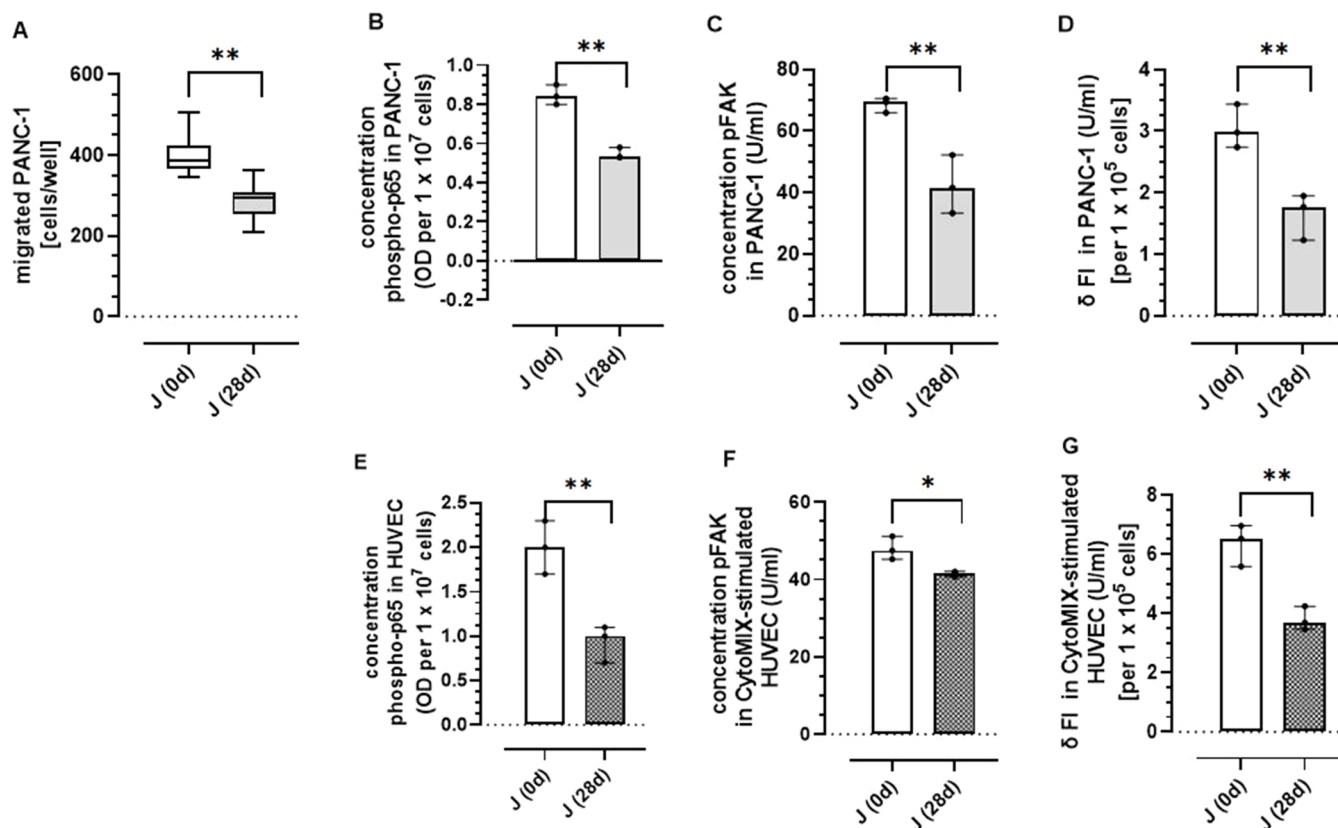 A
migrated PANC-1
[cells/well]
600
400
200
0
**
J (0d)
J (28d)
B
concentration
phospho-p65 in PANC-1
(OD per 1 x 10⁷ cells)
1.0
0.8
0.6
0.4
0.2
0.0
-0.2
**
J (0d)
J (28d)
C
concentration pFAK
in PANC-1 (U/ml)
80
60
40
20
0
**
J (0d)
J (28d)
D
δ FI in PANC-1 (U/ml)
[per 1 x 10⁵ cells]
4
3
2
1
0
**
J (0d)
J (28d)
E
concentration
phospho-p65 in HUVEC
(OD per 1 x 10⁷ cells)
2.5
2.0
1.5
1.0
0.5
0.0
**
J (0d)
J (28d)
F
concentration pFAK
in CytoMIX-stimulated
HUVEC (U/ml)
60
40
20
0
*
J (0d)
J (28d)
G
δ FI in CytoMIX-stimulated
HUVEC (U/ml)
[per 1 x 10⁵ cells]
8
6
4
2
0
**
J (0d)
J (28d)